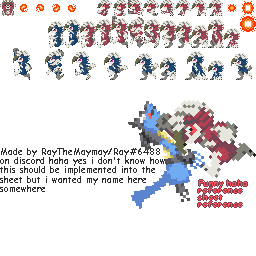 Made by RayTheMaymay/Ray#6488
on discord haha yes i don't know how
this should be implemented into the
sheet but i wanted my name here
somewhere
Funny haha
reference
sheet
reference